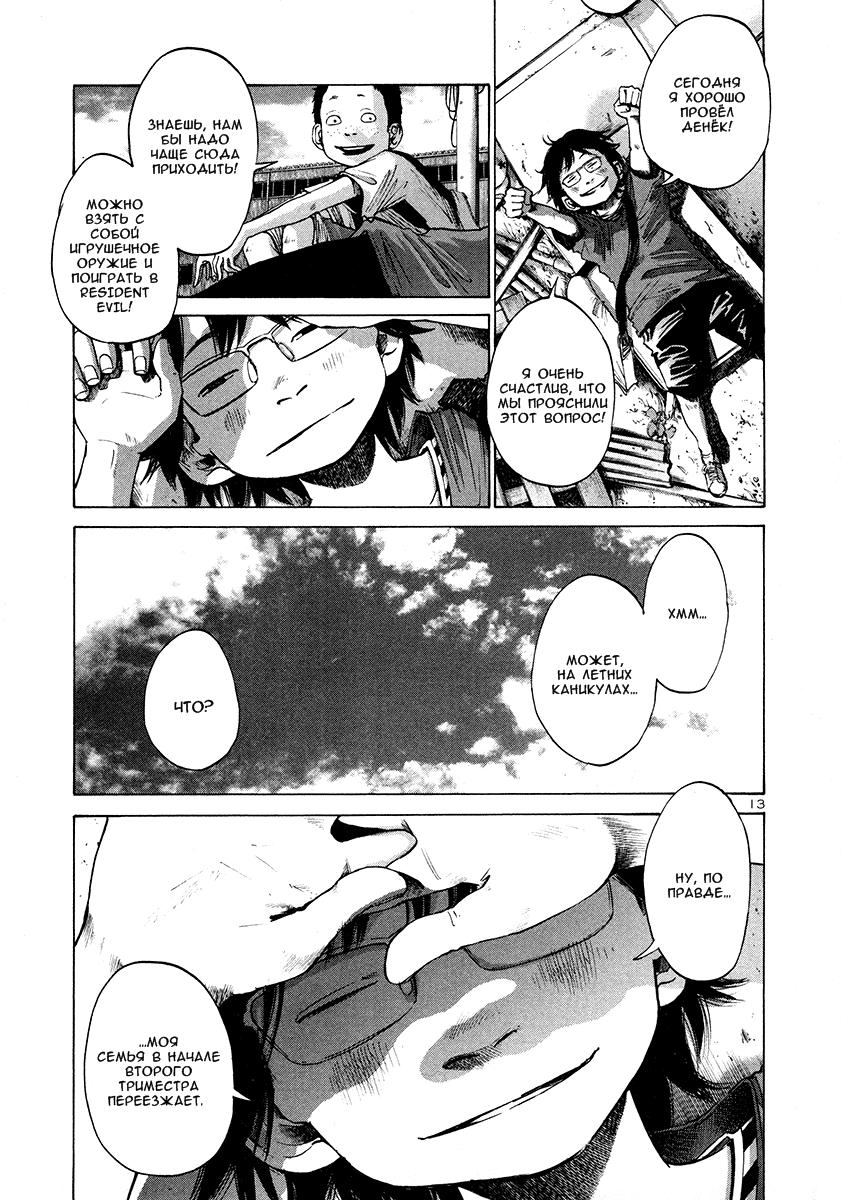 СЕГОДНЯ
Я ХОРОШО
ПРОВЁЛ
ДЕНЁК!
Я ОЧЕНЬ
СЧАСТЛИВ, ЧТО
МЫ ПРОЯСНИЛИ
ЭТОТ ВОПРОС!
ЗНАЕШЬ, НАМ
БЫ НАДО
ЧАЩЕ СЮДА
ПРИХОДИТЬ!
МОЖНО
ВЗЯТЬ С
СОБОЙ
ИГРУШЕЧНОЕ
ОРУЖИЕ И
ПОИГРАТЬ В
RESIDENT
EVIL!
ХММ...
МОЖЕТ,
НА ЛЕТНИХ
КАНИКУЛАХ...
ЧТО?
13
НУ, ПО
ПРАВДЕ...
...МОЯ
СЕМЬЯ В НАЧАЛЕ
ВТОРОГО
ТРИМЕСТРА
ПЕРЕЕЗЖАЕТ.